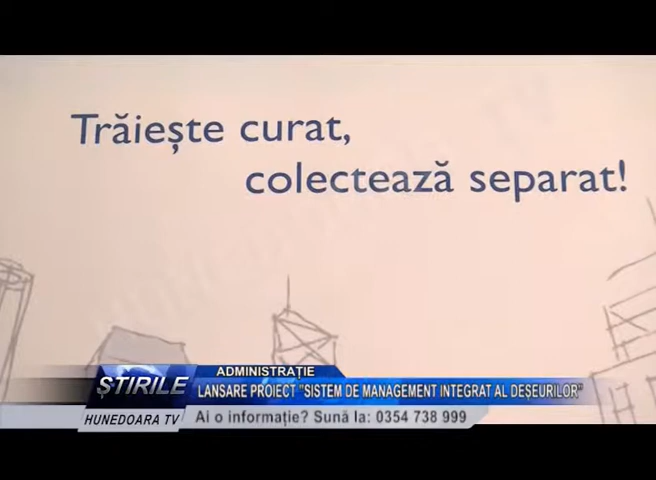 Trăiește curat,
colectează separat!
ADMINISTRAȚIE
ȘTIRILE
LANSARE PROIECT "SISTEM DE MANAGEMENT INTEGRAT AL DEȘEURILOR"
HUNEDOARA TV
Ai o informație? Sună la: 0354 738 999